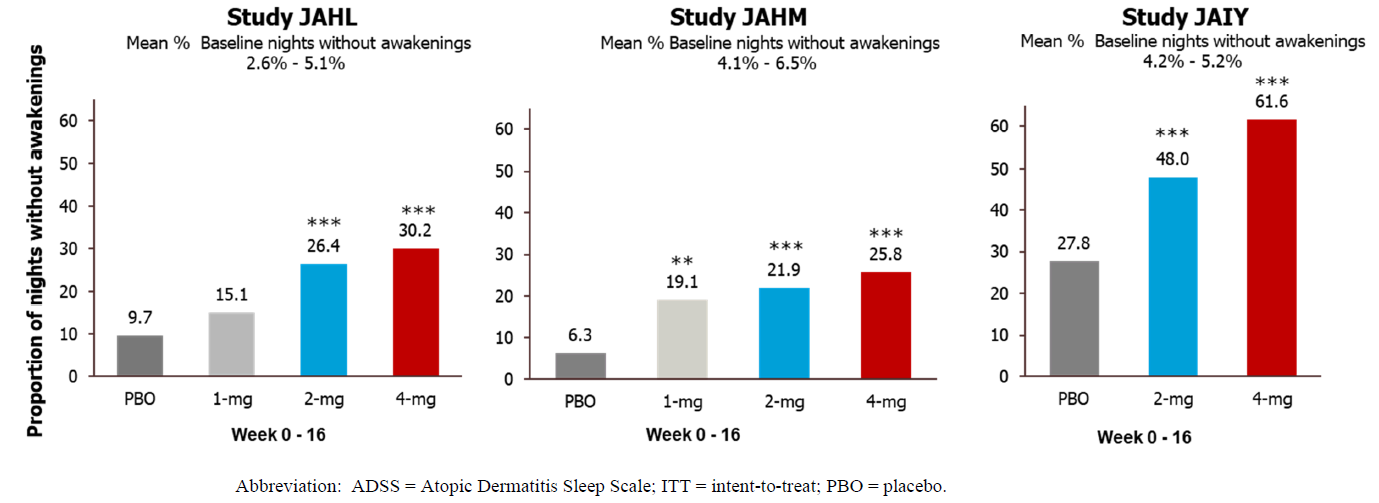 Study JAHL
Mean % Baseline nights without awakenings
2.6% - 5.1%
Proportion of nights without awakenings
60
50
40
30
20
10
0
9.7
15.1
***
26.4
***
30.2
PBO 1-mg 2-mg 4-mg
Week 0 - 16
Study JAHM
Mean % Baseline nights without awakenings
4.1% - 6.5%
60
50
40
30
20
10
0
6.3
**
19.1
***
21.9
***
25.8
PBO 1-mg 2-mg 4-mg
Week 0 - 16
Study JAIY
Mean % Baseline nights without awakenings
4.2% - 5.2%
60
50
40
30
20
10
0
27.8
***
48.0
***
61.6
PBO 2-mg 4-mg
Week 0 - 16
Abbreviation: ADSS = Atopic Dermatitis Sleep Scale; ITT = intent-to-treat; PBO = placebo.